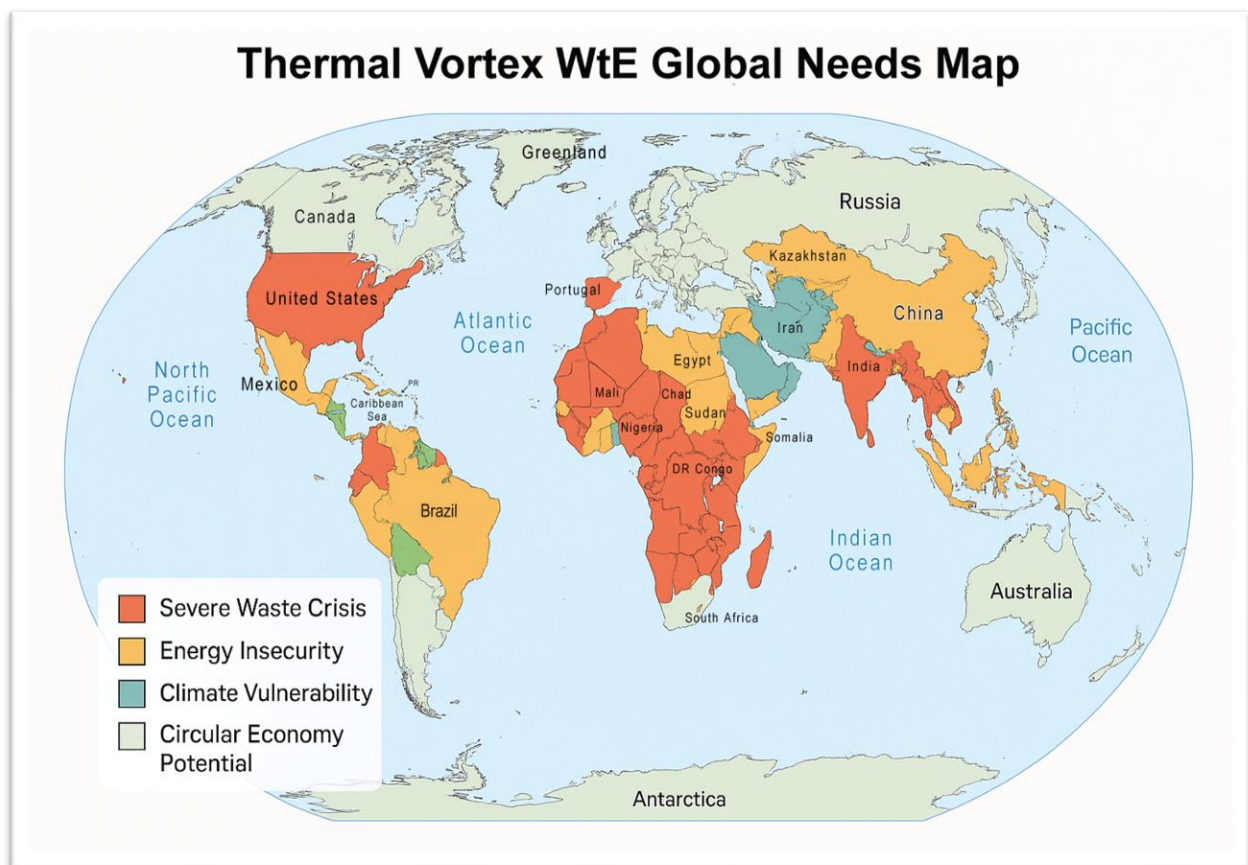 Thermal Vortex WtE Global Needs Map
Greenland
Canada
Russia
Kazakhstan
United States
Portugal
Iran
China
Atlantic
Ocean
Pacific
Ocean
North
Pacific
Ocean
Mexico
PR
Caribbean
Sea
Egypt
India
Mali
Chad
Sudan
Nigeria
Somalia
DR Congo
Brazil
Indian
Ocean
Australia
South Africa
Severe Waste Crisis
Energy Insecurity
Climate Vulnerability
Circular Economy
Potential
Antarctica